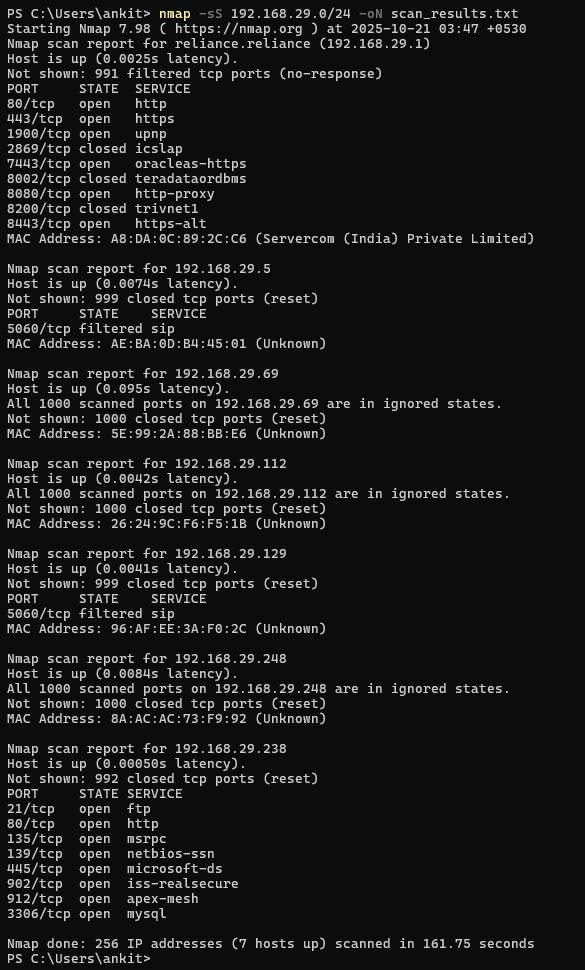 PS C:\Users\ankit> nmap -sS 192.168.29.0/24 -oN scan_results.txt
Starting Nmap 7.98 ( https://nmap.org ) at 2025-10-21 03:47 +0530
Nmap scan report for reliance.reliance (192.168.29.1)
Host is up (0.0025s latency).
Not shown: 991 filtered tcp ports (no-response)
PORT     STATE  SERVICE
80/tcp   open   http
443/tcp  open   https
1900/tcp open   upnp
2869/tcp closed icslap
7443/tcp open   oracleas-https
8002/tcp closed teradataordbms
8080/tcp open   http-proxy
8200/tcp closed trivnet1
8443/tcp open   https-alt
MAC Address: A8:DA:0C:89:2C:C6 (Servercom (India) Private Limited)

Nmap scan report for 192.168.29.5
Host is up (0.0074s latency).
Not shown: 999 closed tcp ports (reset)
PORT     STATE    SERVICE
5060/tcp filtered sip
MAC Address: AE:BA:0D:B4:45:01 (Unknown)

Nmap scan report for 192.168.29.69
Host is up (0.095s latency).
All 1000 scanned ports on 192.168.29.69 are in ignored states.
Not shown: 1000 closed tcp ports (reset)
MAC Address: 5E:99:2A:88:BB:E6 (Unknown)

Nmap scan report for 192.168.29.112
Host is up (0.0042s latency).
All 1000 scanned ports on 192.168.29.112 are in ignored states.
Not shown: 1000 closed tcp ports (reset)
MAC Address: 26:24:9C:F6:F5:1B (Unknown)

Nmap scan report for 192.168.29.129
Host is up (0.0041s latency).
Not shown: 999 closed tcp ports (reset)
PORT     STATE    SERVICE
5060/tcp filtered sip
MAC Address: 96:AF:EE:3A:F0:2C (Unknown)

Nmap scan report for 192.168.29.248
Host is up (0.0084s latency).
All 1000 scanned ports on 192.168.29.248 are in ignored states.
Not shown: 1000 closed tcp ports (reset)
MAC Address: 8A:AC:AC:73:F9:92 (Unknown)

Nmap scan report for 192.168.29.238
Host is up (0.00050s latency).
Not shown: 992 closed tcp ports (reset)
PORT     STATE SERVICE
21/tcp   open  ftp
80/tcp   open  http
135/tcp  open  msrpc
139/tcp  open  netbios-ssn
445/tcp  open  microsoft-ds
902/tcp  open  iss-realsecure
912/tcp  open  apex-mesh
3306/tcp open  mysql

Nmap done: 256 IP addresses (7 hosts up) scanned in 161.75 seconds
PS C:\Users\ankit>